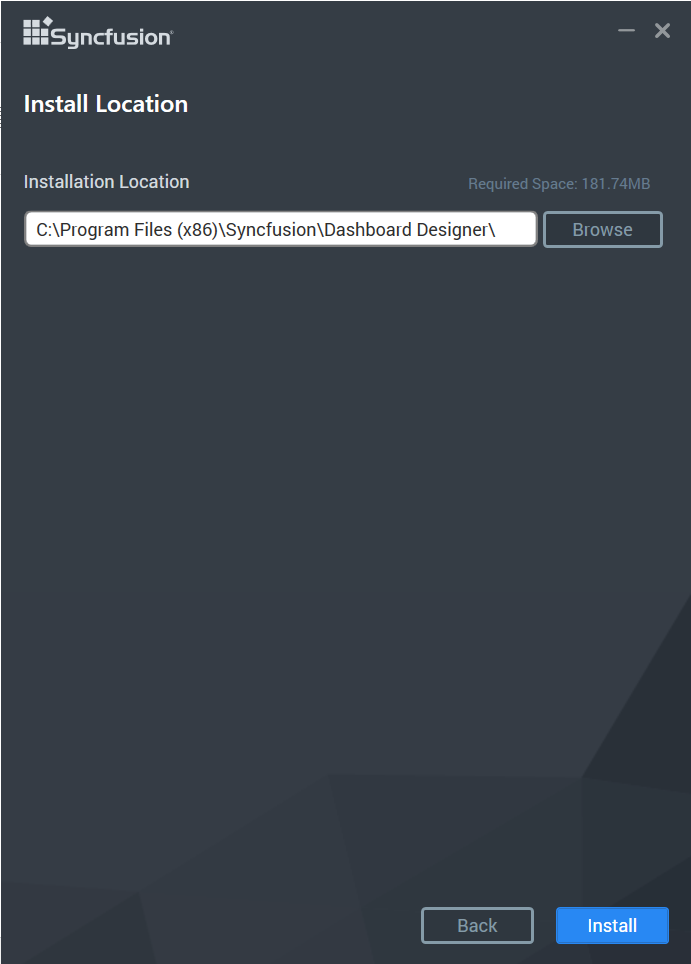 Syncfusion®
Install Location
Installation Location
Required Space: 181.74MB
C:\Program Files (x86)\Syncfusion\Dashboard Designer\
Browse
Back
Install